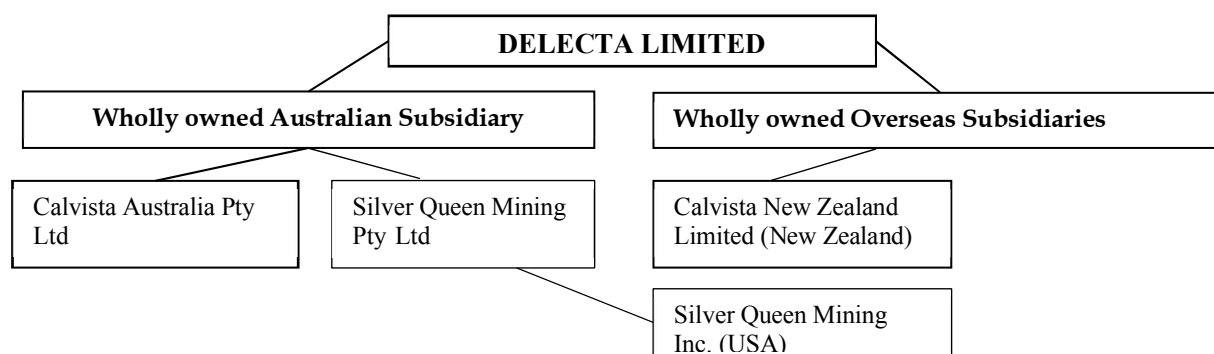 DELECTA LIMITED
Wholly owned Australian Subsidiary
Wholly owned Overseas Subsidiaries
Calvista Australia Pty
Ltd
Silver Queen Mining
Pty Ltd
Calvista New Zealand
Limited (New Zealand)
Silver Queen Mining
Inc. (USA)